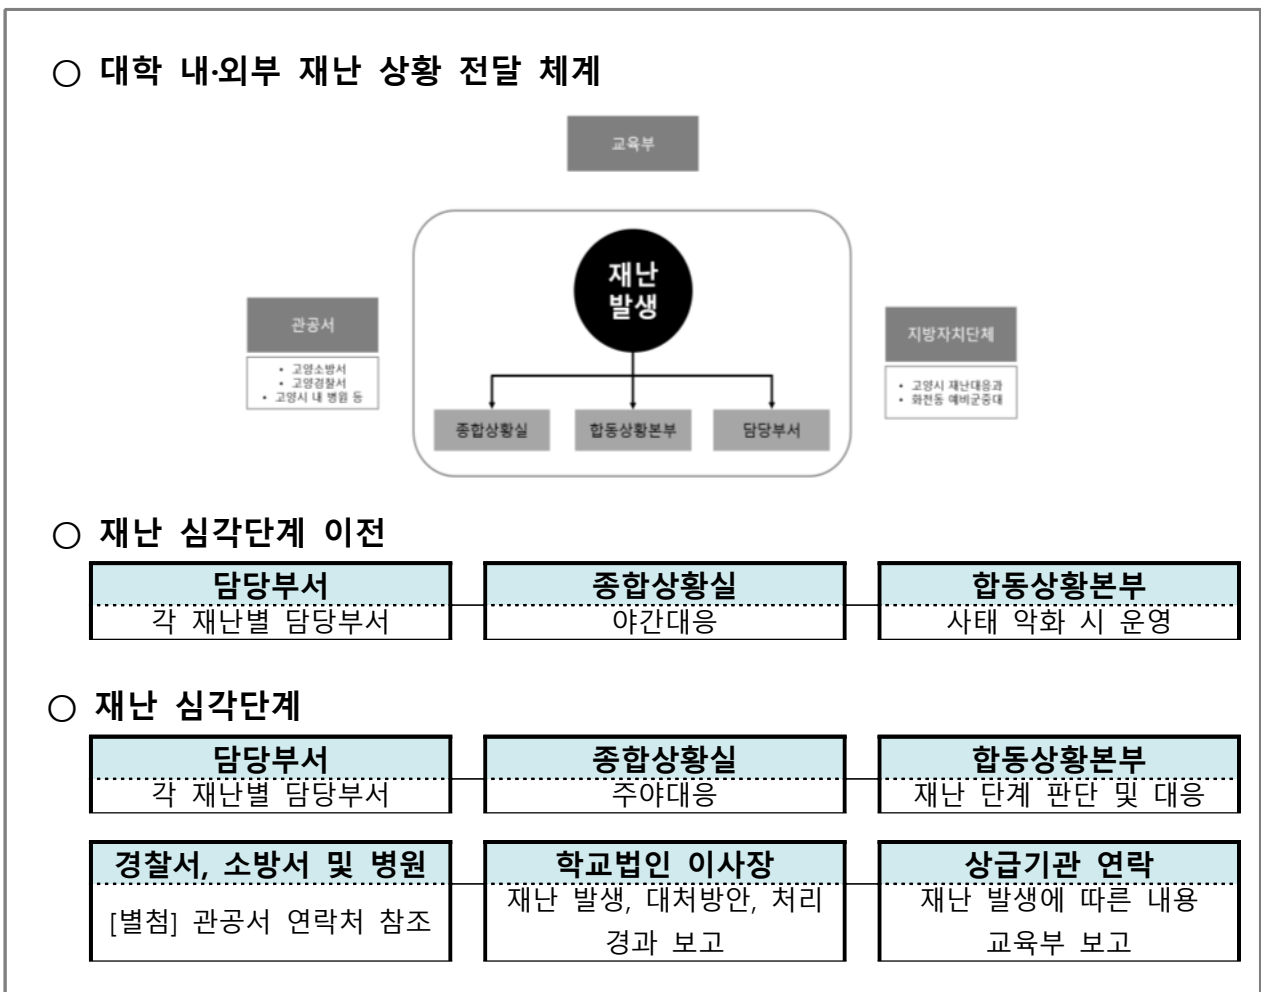 ○ 대학 내·외부 재난 상황 전달 체계
교육부
재난
발생
관공서
• 고양소방서
• 고양경찰서
• 고양시 내 병원 등
지방자치단체
• 고양시 재난대응과
• 화전동 예비군중대
종합상황실
합동상황본부
담당부서
○ 재난 심각단계 이전
담당부서
각 재난별 담당부서
종합상황실
야간대응
합동상황본부
사태 악화 시 운영
○ 재난 심각단계
담당부서
각 재난별 담당부서
종합상황실
주야대응
합동상황본부
재난 단계 판단 및 대응
경찰서, 소방서 및 병원
[별첨] 관공서 연락처 참조
학교법인 이사장
재난 발생, 대처방안, 처리
경과 보고
상급기관 연락
재난 발생에 따른 내용
교육부 보고